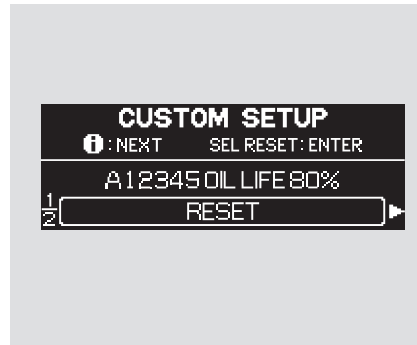 CUSTOM SETUP
i : NEXT SEL RESET: ENTER
A12345 OIL LIFE 80%
1/2 RESET